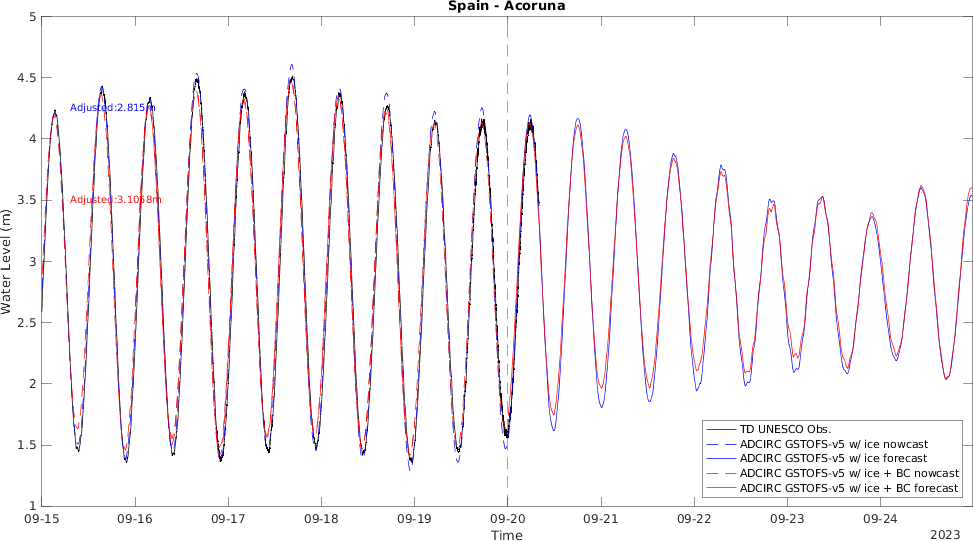 Spain - Acoruna
5
4.5
4
3.5
3
2.5
2
1.5
1
Water Level (m)
Adjusted:2.815m
Adjusted:3.1058m
TD UNESCO Obs.
ADCIRC GSTOFS-v5 w/ ice nowcast
ADCIRC GSTOFS-v5 w/ ice forecast
ADCIRC GSTOFS-v5 w/ ice + BC nowcast
ADCIRC GSTOFS-v5 w/ ice + BC forecast
09-15 09-16 09-17 09-18 09-19 09-20 09-21 09-22 09-23 09-24
Time
2023